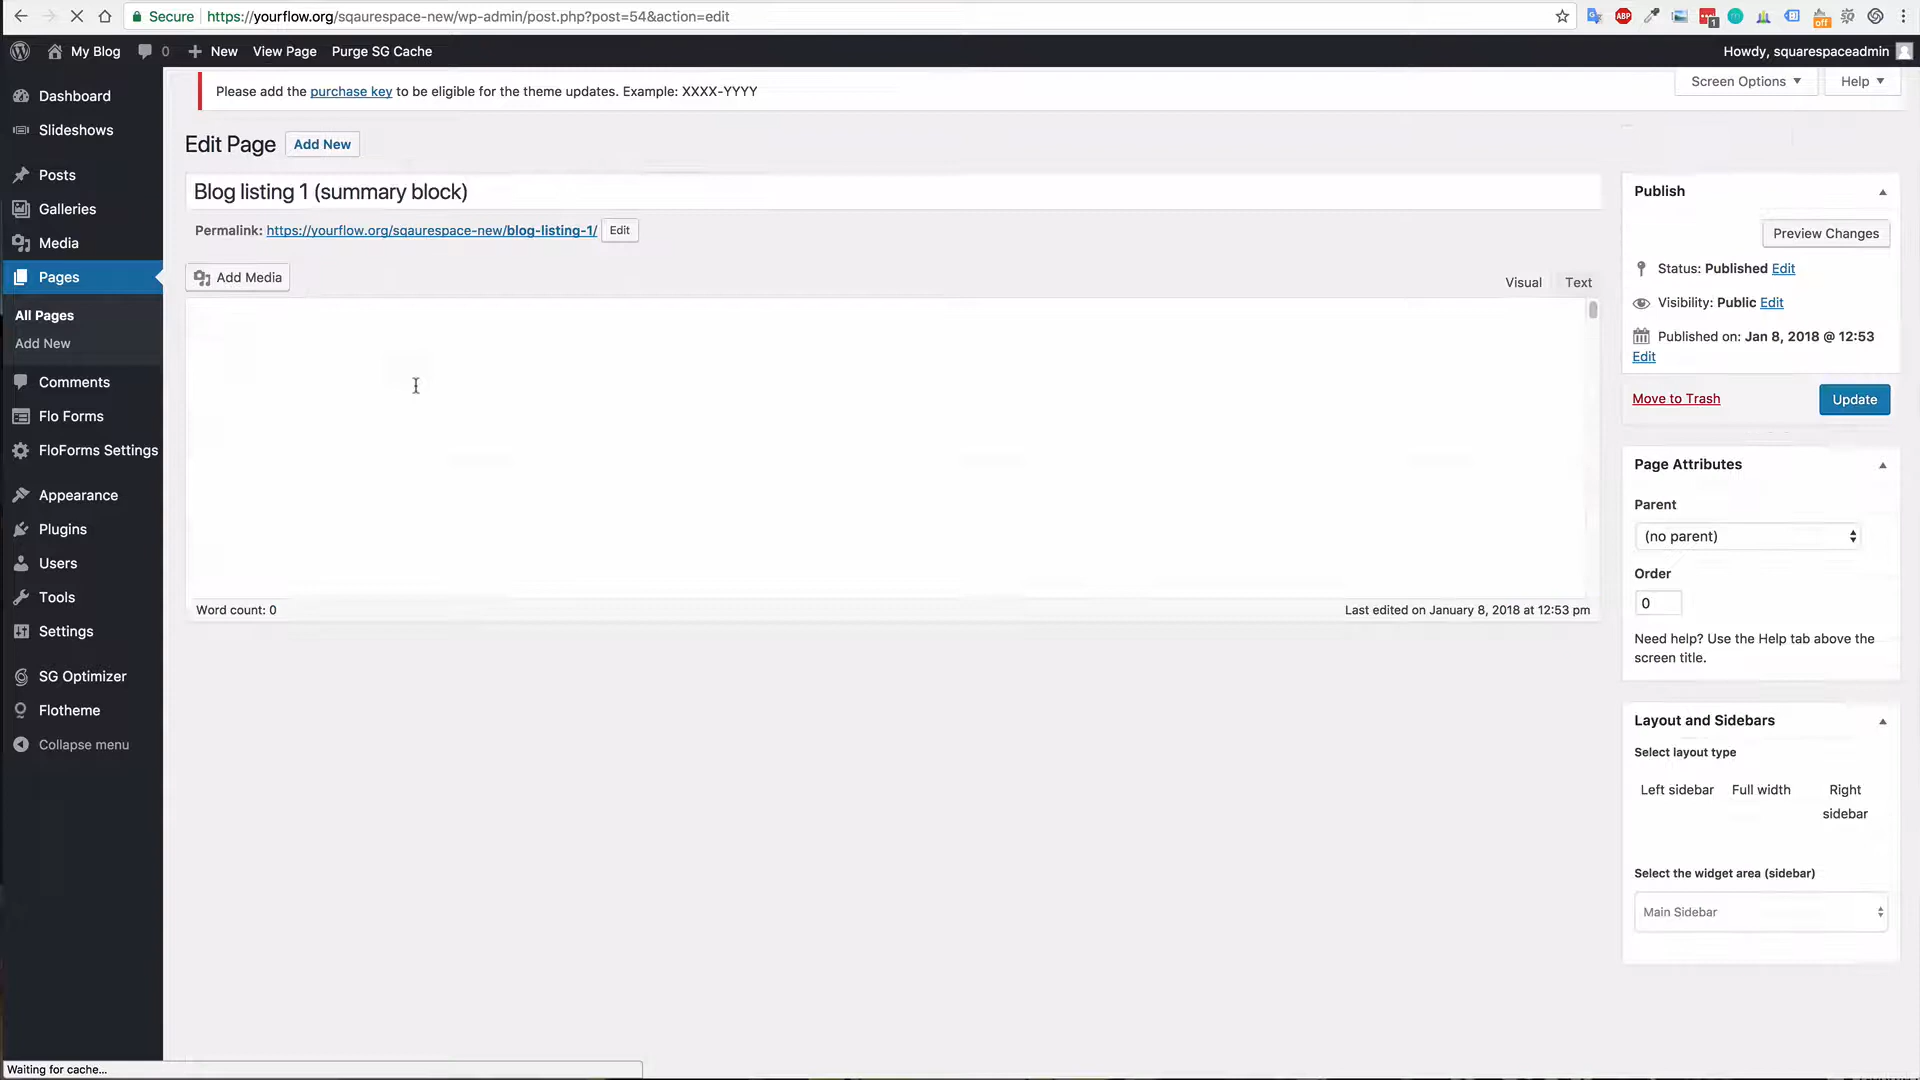 Secure https://yourflow.org/sqaurespace-new/wp-admin/post.php?post=54&action=edit
ABP
1
off
My Blog 0 New View Page Purge SG Cache
Howdy, squarespaceadmin
Dashboard
Slideshows
Posts
Galleries
Media
Pages
All Pages
Add New
Comments
Flo Forms
FloForms Settings
Appearance
Plugins
Users
Tools
Settings
SG Optimizer
Flotheme
Collapse menu
Please add the purchase key to be eligible for the theme updates. Example: XXXX-YYYY
Screen Options Help
Edit Page Add New
Blog listing 1 (summary block)
Permalink: https://yourflow.org/sqaurespace-new/blog-listing-1/ Edit
Add Media
Visual Text
Word count: 0
Last edited on January 8, 2018 at 12:53 pm
Publish
Preview Changes
Status: Published Edit
Visibility: Public Edit
Published on: Jan 8, 2018 @ 12:53
Edit
Move to Trash
Update
Page Attributes
Parent
(no parent)
Order
0
Need help? Use the Help tab above the
screen title.
Layout and Sidebars
Select layout type
Left sidebar Full width Right
sidebar
Select the widget area (sidebar)
Main Sidebar
Waiting for cache...